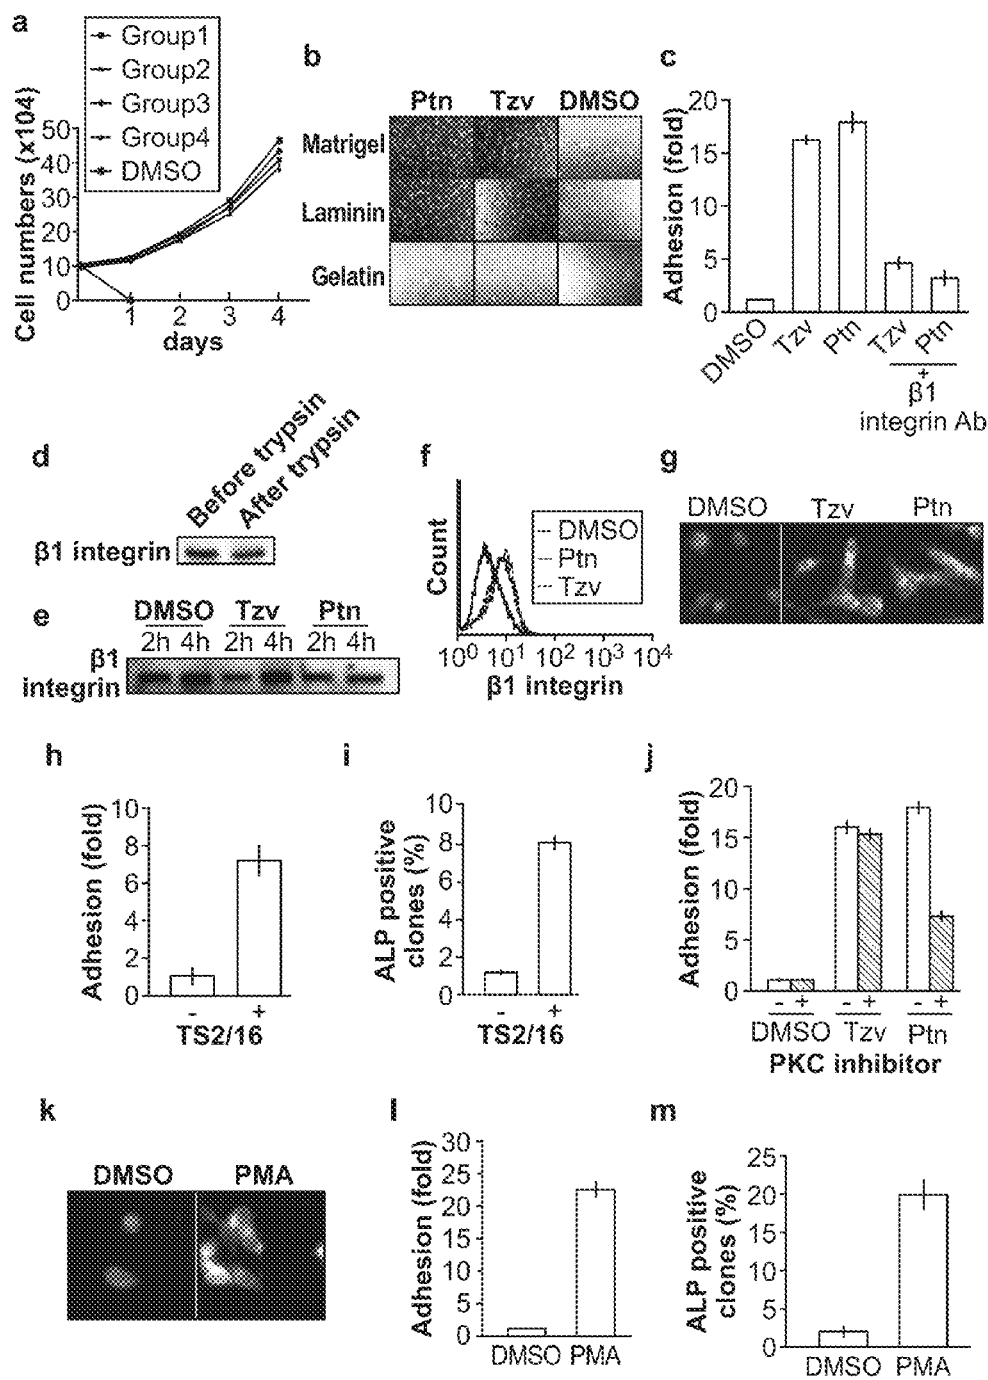 a
Group1
Group2
Group3
Group4
DMSO
Cell numbers (x104)
50
40
30
20
10
0
1 2 3 4
days
b
Ptn Tzv DMSO
Matrigel
Laminin
Gelatin
c
Adhesion (fold)
20
15
10
5
0
DMSO Tzv Ptn Tzv Ptn
+
β1
integrin Ab
d
Before trypsin
After trypsin
β1 integrin
e
DMSO Tzv Ptn
2h 4h 2h 4h 2h 4h
β1
integrin
f
Count
DMSO
Ptn
Tzv
10⁰ 10¹ 10² 10³ 10⁴
β1 integrin
g
DMSO Tzv Ptn
h
Adhesion (fold)
10
8
6
4
2
0
- +
TS2/16
i
ALP positive
clones (%)
10
8
6
4
2
0
- +
TS2/16
j
Adhesion (fold)
20
15
10
5
0
- + - + - +
DMSO Tzv Ptn
PKC inhibitor
k
DMSO PMA
l
Adhesion (fold)
30
25
20
15
10
5
0
DMSO PMA
m
ALP positive
clones (%)
25
20
15
10
5
0
DMSO PMA